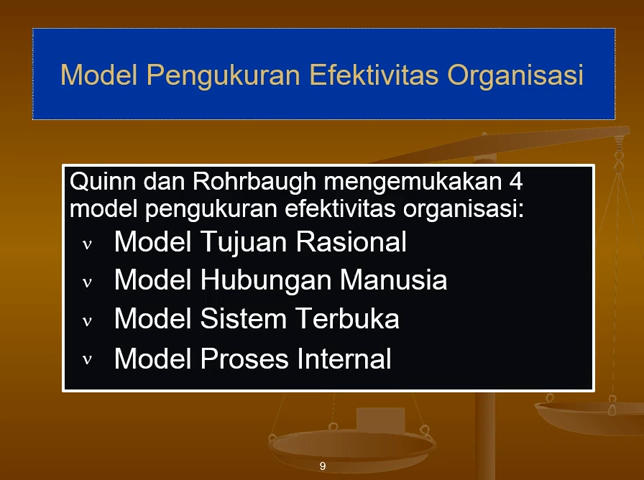 Model Pengukuran Efektivitas Organisasi
Quinn dan Rohrbaugh mengemukakan 4
model pengukuran efektivitas organisasi:
ν Model Tujuan Rasional
ν Model Hubungan Manusia
ν Model Sistem Terbuka
ν Model Proses Internal
9